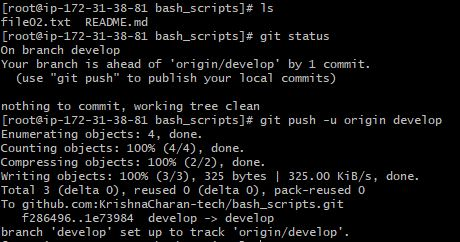 [root@ip-172-31-38-81 bash_scripts]# ls
file02.txt  README.md
[root@ip-172-31-38-81 bash_scripts]# git status
On branch develop
Your branch is ahead of 'origin/develop' by 1 commit.
  (use "git push" to publish your local commits)

nothing to commit, working tree clean
[root@ip-172-31-38-81 bash_scripts]# git push -u origin develop
Enumerating objects: 4, done.
Counting objects: 100% (4/4), done.
Compressing objects: 100% (2/2), done.
Writing objects: 100% (3/3), 325 bytes | 325.00 KiB/s, done.
Total 3 (delta 0), reused 0 (delta 0), pack-reused 0
To github.com:KrishnaCharan-tech/bash_scripts.git
   f286496..1e73984  develop -> develop
branch 'develop' set up to track 'origin/develop'.